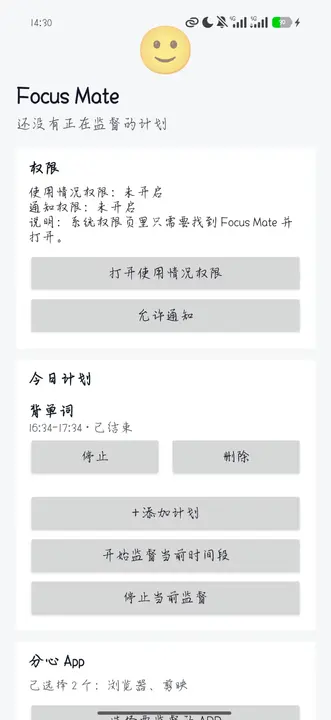 14:30
Focus Mate
还没有正在监督的计划
权限
使用情况权限：未开启
通知权限：未开启
说明：系统权限页里只需要找到 Focus Mate 并
打开。
打开使用情况权限
允许通知
今日计划
背单词
16:34-17:34·已结束
停止
删除
+添加计划
开始监督当前时间段
停止当前监督
分心 App
已选择 2 个：浏览器、剪映